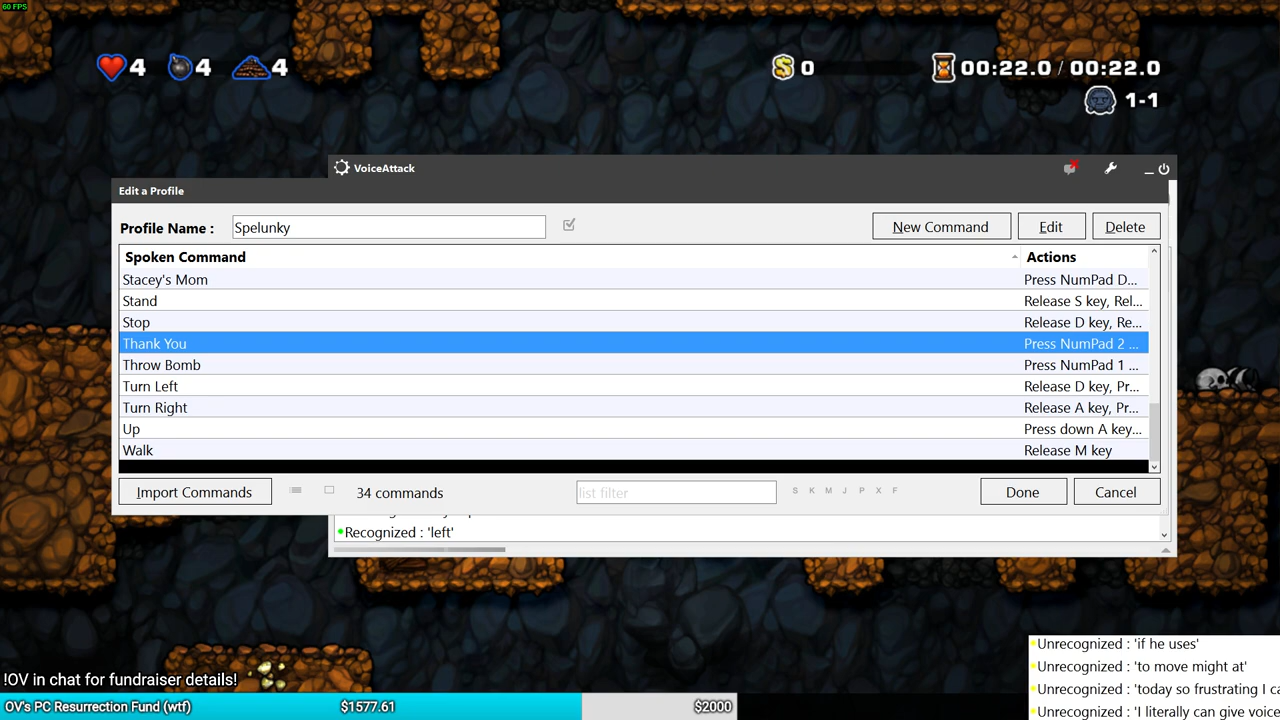 60 FPS
4 4 4
$ 0
00:22.0 / 00:22.0
1-1
VoiceAttack
Edit a Profile
Profile Name : Spelunky
New Command Edit Delete
Spoken Command Actions
Stacey's Mom Press NumPad D...
Stand Release S key, Rel...
Stop Release D key, Re...
Thank You Press NumPad 2 ...
Throw Bomb Press NumPad 1 ...
Turn Left Release D key, Pr...
Turn Right Release A key, Pr...
Up Press down A key...
Walk Release M key
Import Commands 34 commands list filter S K M J P X F Done Cancel
Recognized : 'left'
Unrecognized : 'if he uses'
Unrecognized : 'to move might at'
Unrecognized : 'today so frustrating I ca
Unrecognized : 'I literally can give voice
!OV in chat for fundraiser details!
OV's PC Resurrection Fund (wtf) $1577.61 $2000